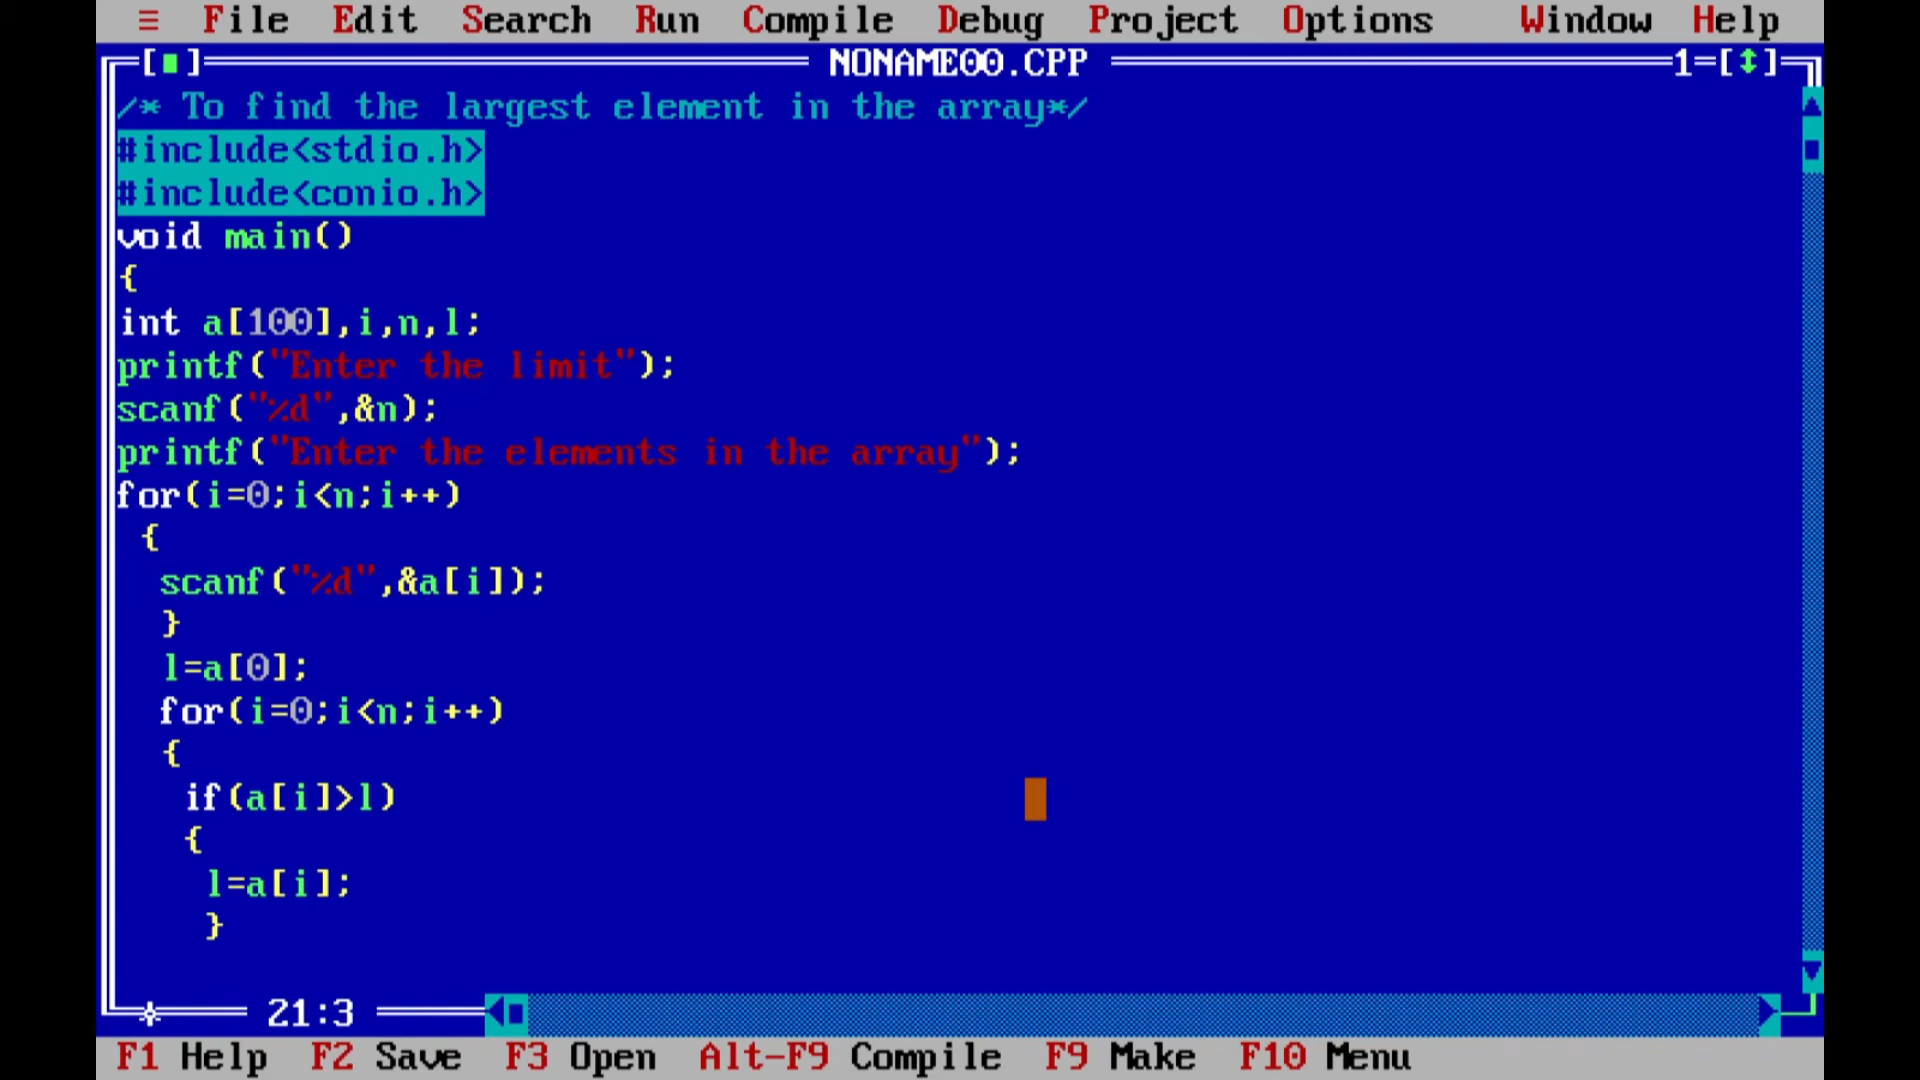 ≡ File Edit Search Run Compile Debug Project Options Window Help
[■] NONAME00.CPP 1=[↕]
/* To find the largest element in the array*/
#include<stdio.h>
#include<conio.h>
void main()
{
int a[100],i,n,l;
printf("Enter the limit");
scanf("%d",&n);
printf("Enter the elements in the array");
for(i=0;i<n;i++)
{
scanf("%d",&a[i]);
}
l=a[0];
for(i=0;i<n;i++)
{
if(a[i]>l)
{
l=a[i];
}
21:3
F1 Help F2 Save F3 Open Alt-F9 Compile F9 Make F10 Menu